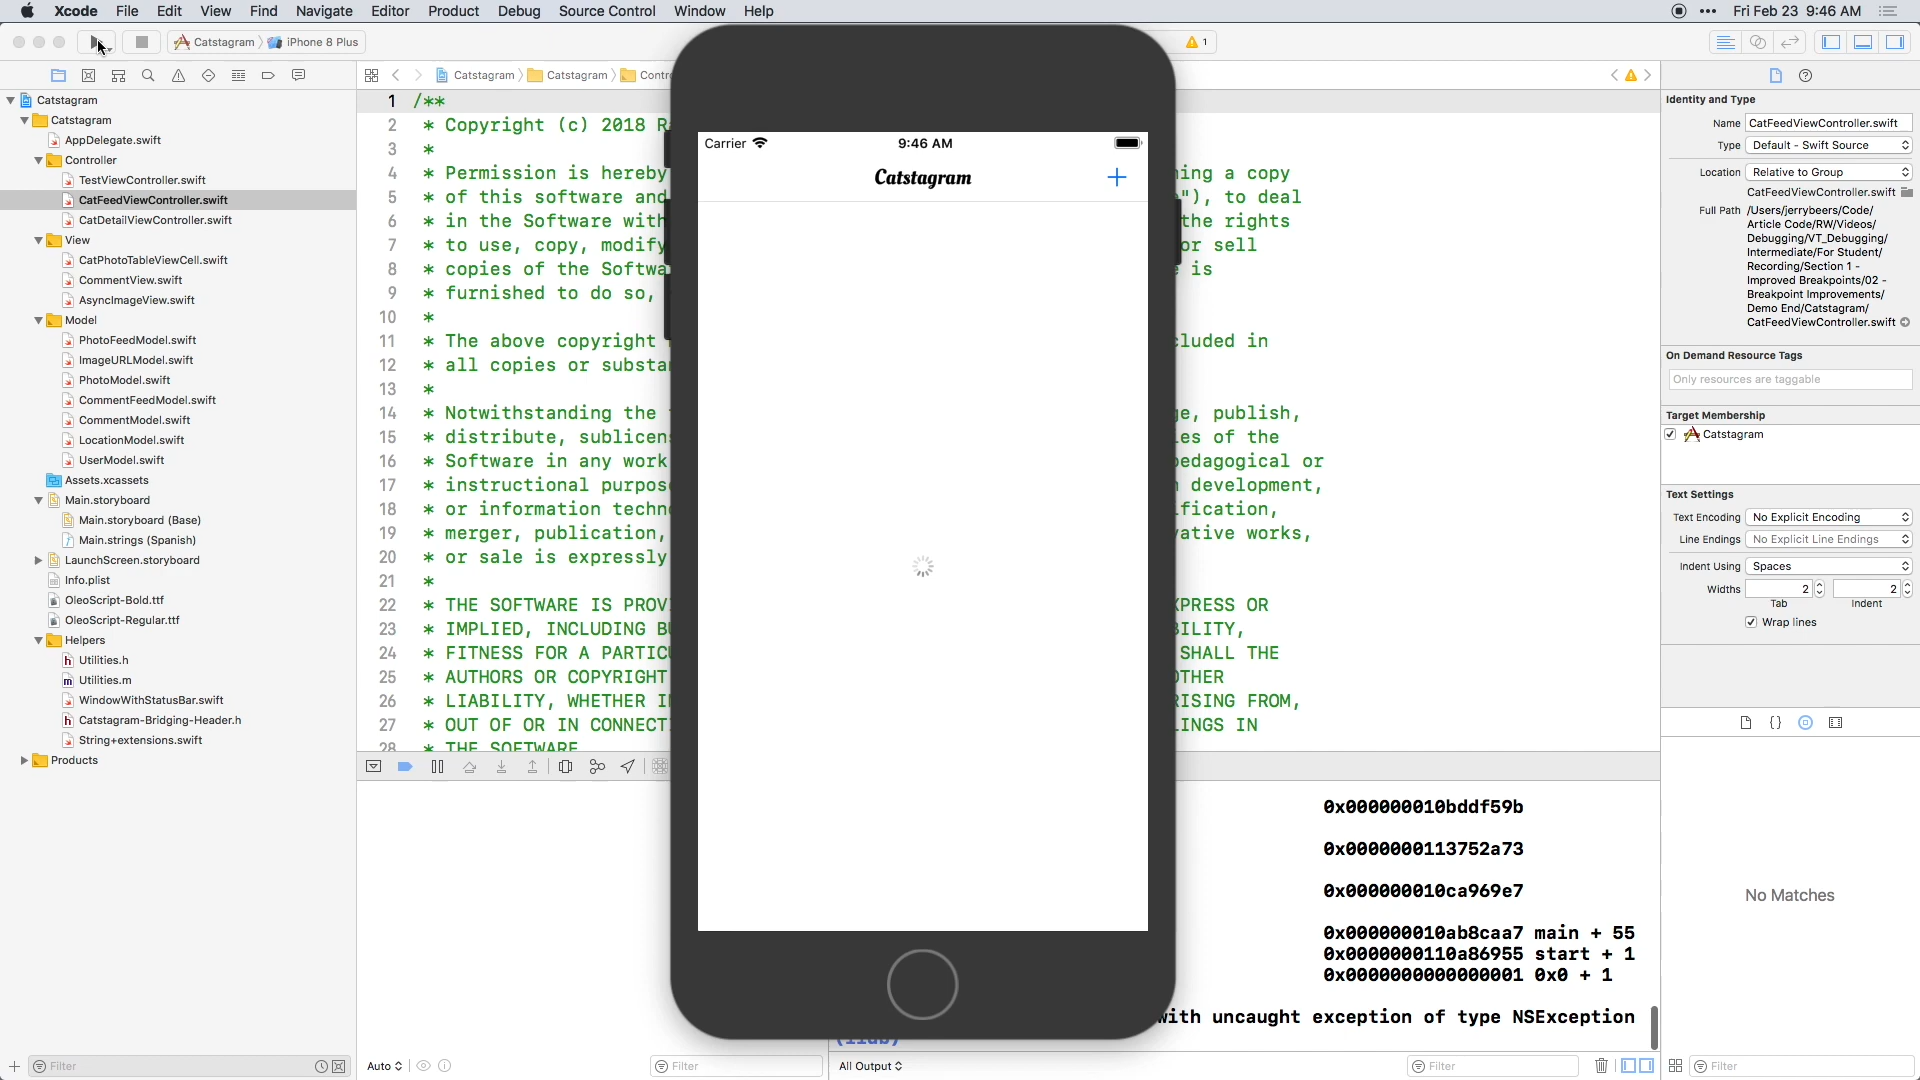 Xcode File Edit View Find Navigate Editor Product Debug Source Control Window Help
Fri Feb 23 9:46 AM
Catstagram
iPhone 8 Plus
1
Catstagram
Catstagram
Contr
Catstagram
Catstagram
AppDelegate.swift
Controller
TestViewController.swift
CatFeedViewController.swift
CatDetailViewController.swift
View
CatPhotoTableViewCell.swift
CommentView.swift
AsyncImageView.swift
Model
PhotoFeedModel.swift
ImageURLModel.swift
PhotoModel.swift
CommentFeedModel.swift
CommentModel.swift
LocationModel.swift
UserModel.swift
Assets.xcassets
Main.storyboard
Main.storyboard (Base)
Main.strings (Spanish)
LaunchScreen.storyboard
Info.plist
OleoScript-Bold.ttf
OleoScript-Regular.ttf
Helpers
Utilities.h
Utilities.m
WindowWithStatusBar.swift
Catstagram-Bridging-Header.h
String+extensions.swift
Products
Filter
1 /**
2 * Copyright (c) 2018 R
3 *
4 * Permission is hereby ing a copy
5 * of this software and "), to deal
6 * in the Software with the rights
7 * to use, copy, modify or sell
8 * copies of the Softwa is
9 * furnished to do so,
10 *
11 * The above copyright cluded in
12 * all copies or substa
13 *
14 * Notwithstanding the e, publish,
15 * distribute, sublicens les of the
16 * Software in any work pedagogical or
17 * instructional purpose development,
18 * or information techn ification,
19 * merger, publication, vative works,
20 * or sale is expressly
21 *
22 * THE SOFTWARE IS PROV XPRESS OR
23 * IMPLIED, INCLUDING B BILITY,
24 * FITNESS FOR A PARTIC SHALL THE
25 * AUTHORS OR COPYRIGHT OTHER
26 * LIABILITY, WHETHER I RISING FROM,
27 * OUT OF OR IN CONNECT LINGS IN
28 * THE SOFTWARE
Carrier
9:46 AM
Catstagram
0x000000010bddf59b
0x0000000113752a73
0x000000010ca969e7
0x000000010ab8caa7 main + 55
0x0000000110a86955 start + 1
0x0000000000000001 0x0 + 1
with uncaught exception of type NSException
(lldb)
Auto
Filter
All Output
Filter
Identity and Type
Name CatFeedViewController.swift
Type Default - Swift Source
Location Relative to Group
CatFeedViewController.swift
Full Path /Users/jerrybeers/Code/
Article Code/RW/Videos/
Debugging/VT_Debugging/
Intermediate/For Student/
Recording/Section 1 -
Improved Breakpoints/02 -
Breakpoint Improvements/
Demo End/Catstagram/
CatFeedViewController.swift
On Demand Resource Tags
Only resources are taggable
Target Membership
Catstagram
Text Settings
Text Encoding No Explicit Encoding
Line Endings No Explicit Line Endings
Indent Using Spaces
Widths 2 2
Tab Indent
Wrap lines
No Matches
Filter